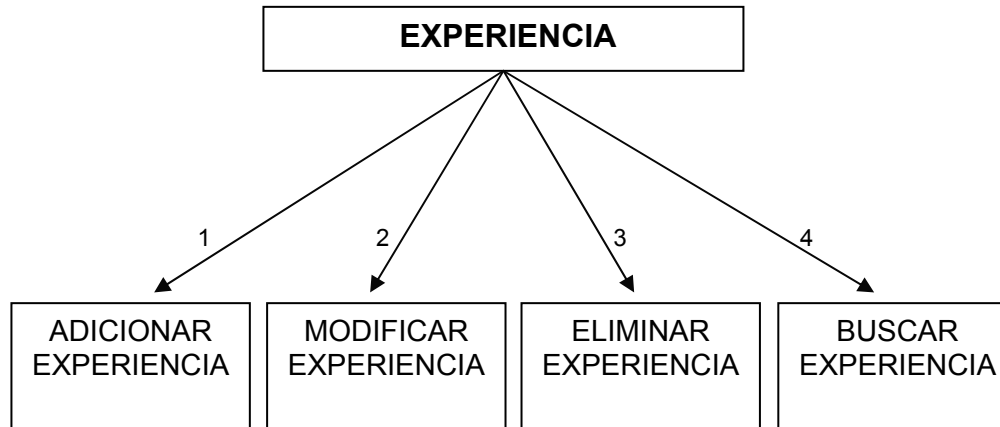 EXPERIENCIA
1
2
3
4
ADICIONAR
EXPERIENCIA
MODIFICAR
EXPERIENCIA
ELIMINAR
EXPERIENCIA
BUSCAR
EXPERIENCIA